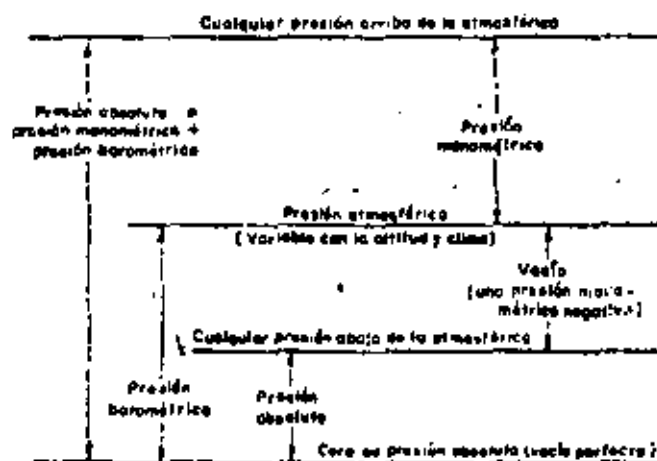 Cualquier presión arriba de la atmosférica
Presión absoluta =
presión manométrica +
presión barométrica
Presión
manométrica
Presión atmosférica
(Variable con la altitud y clima)
Vacío
(una presión mano-
métrica negativa)
Cualquier presión abajo de la atmosférica
Presión
barométrica
Presión
absoluta
Cero de presión absoluta (vacío perfecto)